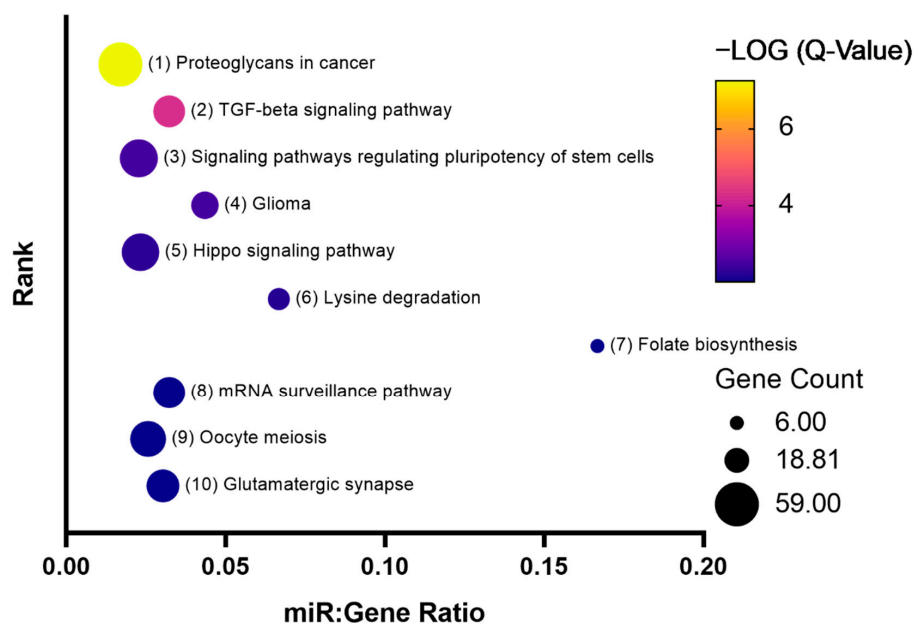 −LOG (Q-Value)
(1) Proteoglycans in cancer
(2) TGF-beta signaling pathway
6
(3) Signaling pathways regulating pluripotency of stem cells
(4) Glioma
4
(5) Hippo signaling pathway
Rank
(6) Lysine degradation
(7) Folate biosynthesis
Gene Count
(8) mRNA surveillance pathway
6.00
(9) Oocyte meiosis
18.81
(10) Glutamatergic synapse
59.00
0.00 0.05 0.10 0.15 0.20
miR:Gene Ratio